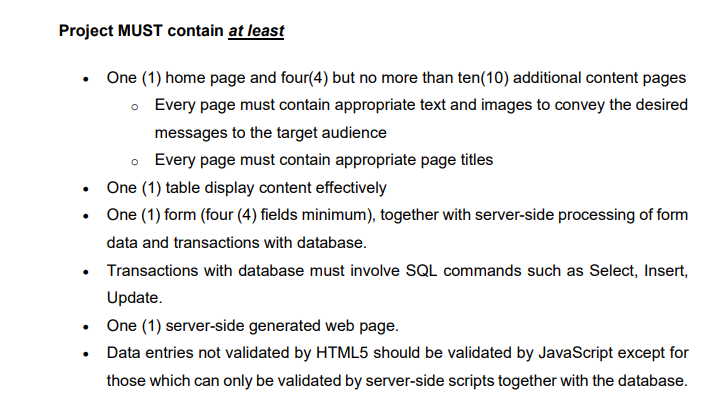 Project MUST contain at least
• One (1) home page and four(4) but no more than ten(10) additional content pages
o Every page must contain appropriate text and images to convey the desired
messages to the target audience
o Every page must contain appropriate page titles
• One (1) table display content effectively
• One (1) form (four (4) fields minimum), together with server-side processing of form
data and transactions with database.
• Transactions with database must involve SQL commands such as Select, Insert,
Update.
• One (1) server-side generated web page.
• Data entries not validated by HTML5 should be validated by JavaScript except for
those which can only be validated by server-side scripts together with the database.